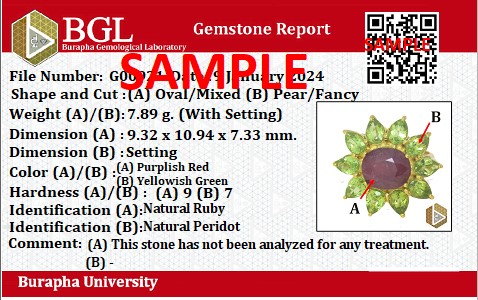 BGL Gemstone Report
Burapha Gemological Laboratory
SAMPLE
File Number: 2024
SAMPLE
Shape and Cut :(A) Oval/Mixed (B) Pear/Fancy
Weight (A)/(B): 7.89 g. (With Setting)
Dimension (A) : 9.32 x 10.94 x 7.33 mm.
Dimension (B) : Setting
Color (A)/(B) : (A) Purplish Red
(B) Yellowish Green
Hardness (A)/(B) : (A) 9 (B) 7
Identification (A):Natural Ruby
Identification (B):Natural Peridot
Comment: (A) This stone has not been analyzed for any treatment.
(B) -
B
A
Burapha University